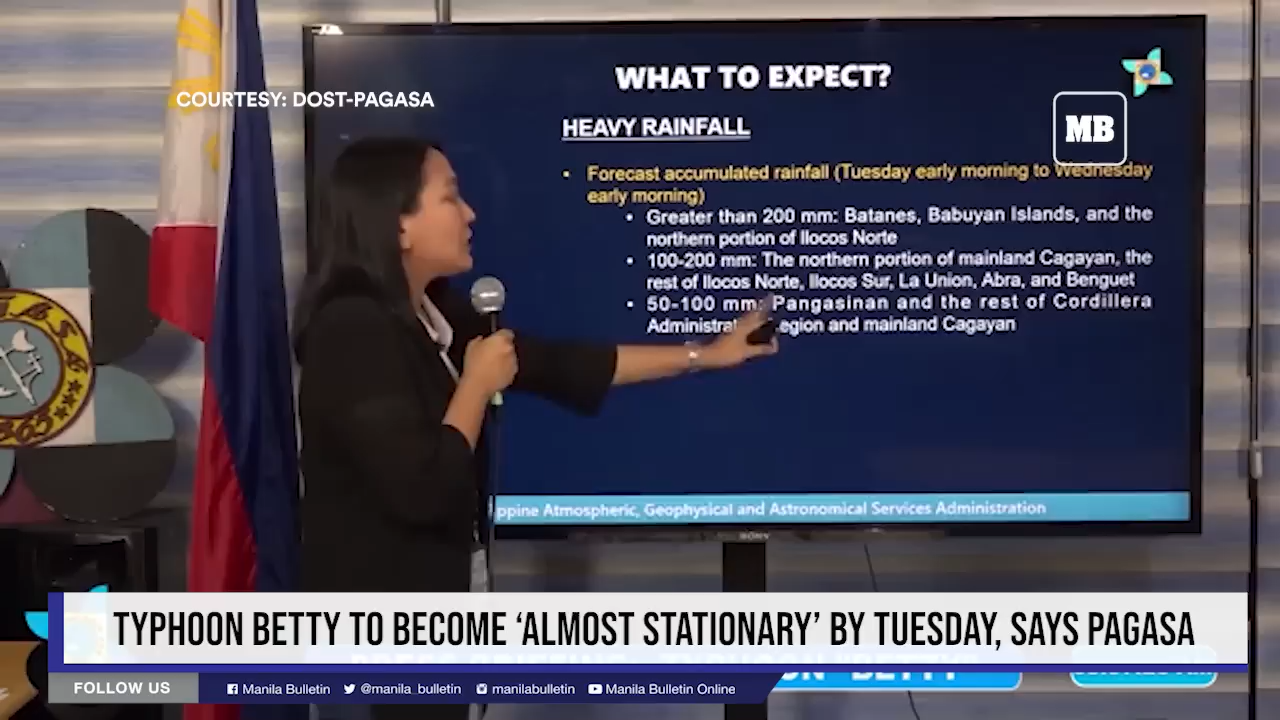 WHAT TO EXPECT?
COURTESY: DOST-PAGASA
MB
HEAVY RAINFALL
• Forecast accumulated rainfall (Tuesday early morning to Wednesday
early morning)
• Greater than 200 mm: Batanes, Babuyan Islands, and the
northern portion of Ilocos Norte
• 100-200 mm: The northern portion of mainland Cagayan, the
rest of Ilocos Norte, Ilocos Sur, La Union, Abra, and Benguet
• 50-100 mm: Pangasinan and the rest of Cordillera
Administrat egion and mainland Cagayan
ppine Atmospheric, Geophysical and Astronomical Services Administration
SONY
TYPHOON BETTY TO BECOME ‘ALMOST STATIONARY’ BY TUESDAY, SAYS PAGASA
FOLLOW US
Manila Bulletin
@manila_bulletin
manilabulletin
Manila Bulletin Online